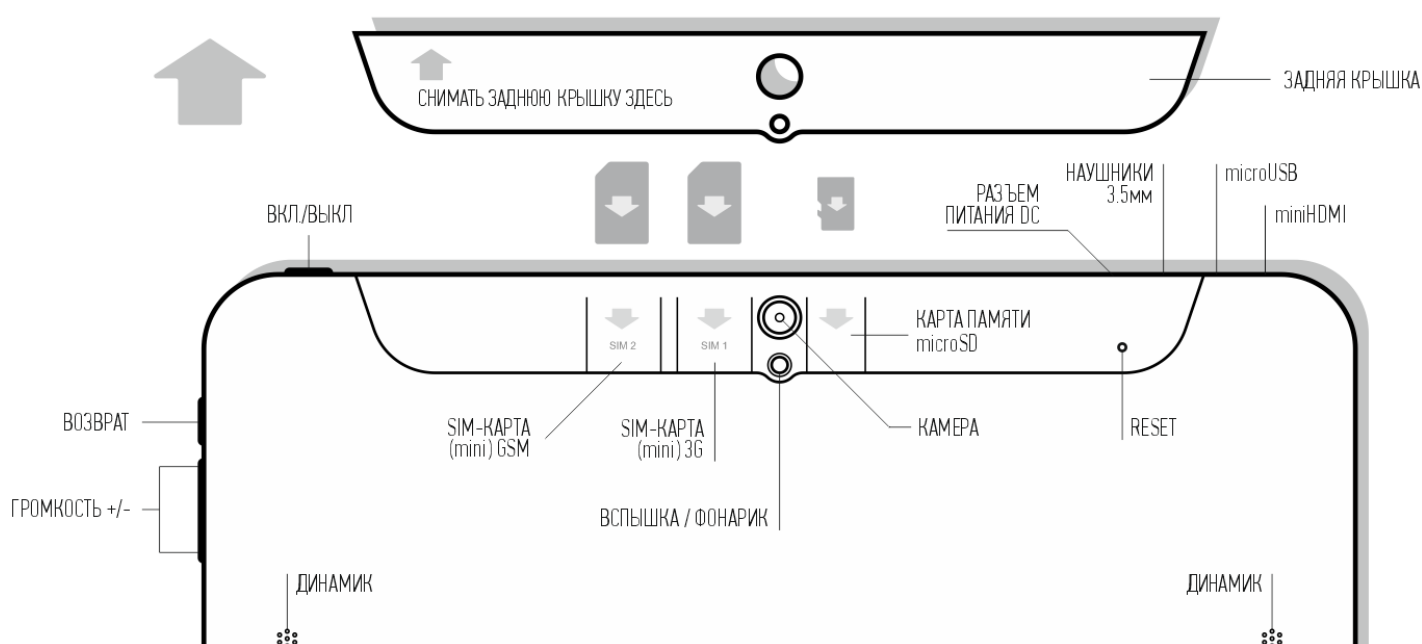 СНИМАТЬ ЗАДНЮЮ КРЫШКУ ЗДЕСЬ
ЗАДНЯЯ КРЫШКА
ВКЛ/ВЫКЛ
РАЗЪЕМ
ПИТАНИЯ DC
НАУШНИКИ
3.5мм
microUSB
miniHDMI
SIM 2
SIM 1
КАРТА ПАМЯТИ
microSD
ВОЗВРАТ
SIM-КАРТА
(mini) GSM
SIM-КАРТА
(mini) 3G
КАМЕРА
RESET
ГРОМКОСТЬ +/-
ВСПЫШКА / ФОНАРИК
ДИНАМИК
ДИНАМИК